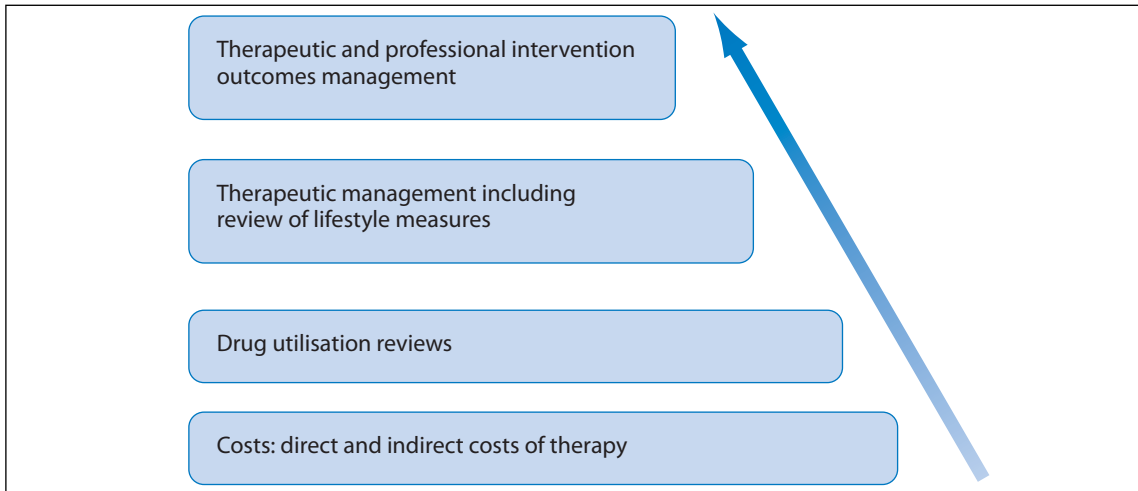 Therapeutic and professional intervention
outcomes management
Therapeutic management including
review of lifestyle measures
Drug utilisation reviews
Costs: direct and indirect costs of therapy